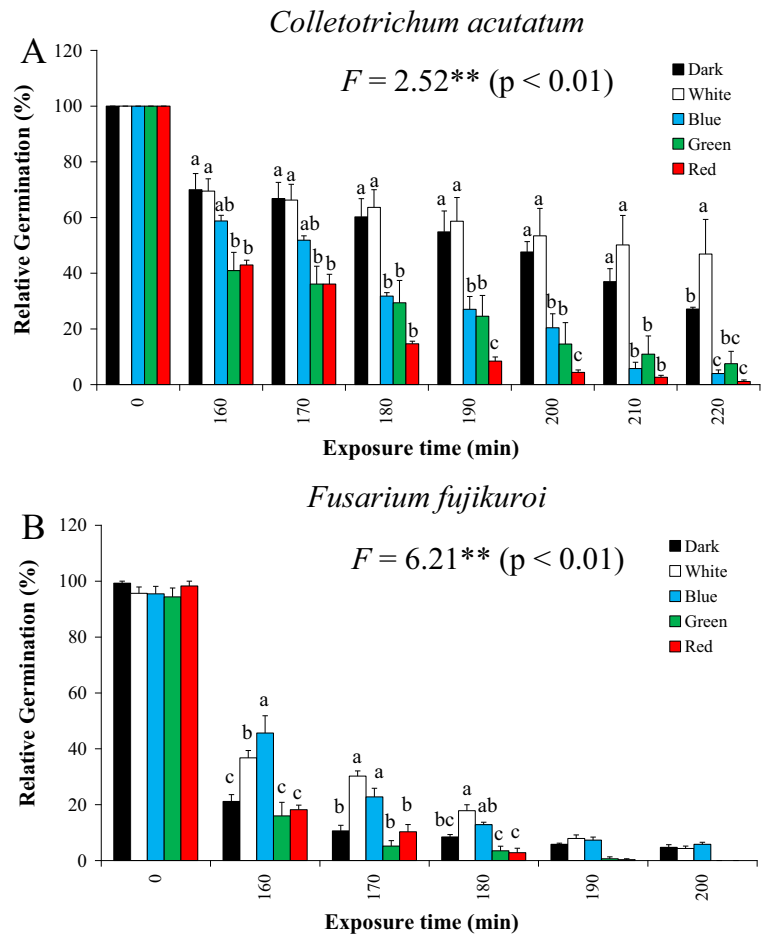 Colletotrichum acutatum
A
F = 2.52** (p < 0.01)
Dark
White
Blue
Green
Red
Relative Germination (%)
120
100
80
60
40
20
0
a a ab b b
a a ab b b
a a b b b
a a b b c
a a b b c
a a b b b
b a c bc c
0 160 170 180 190 200 210 220
Exposure time (min)
Fusarium fujikuroi
B
F = 6.21** (p < 0.01)
Dark
White
Blue
Green
Red
Relative Germination (%)
120
100
80
60
40
20
0
c b a c c
b a a b b
bc a ab c c
0 160 170 180 190 200
Exposure time (min)